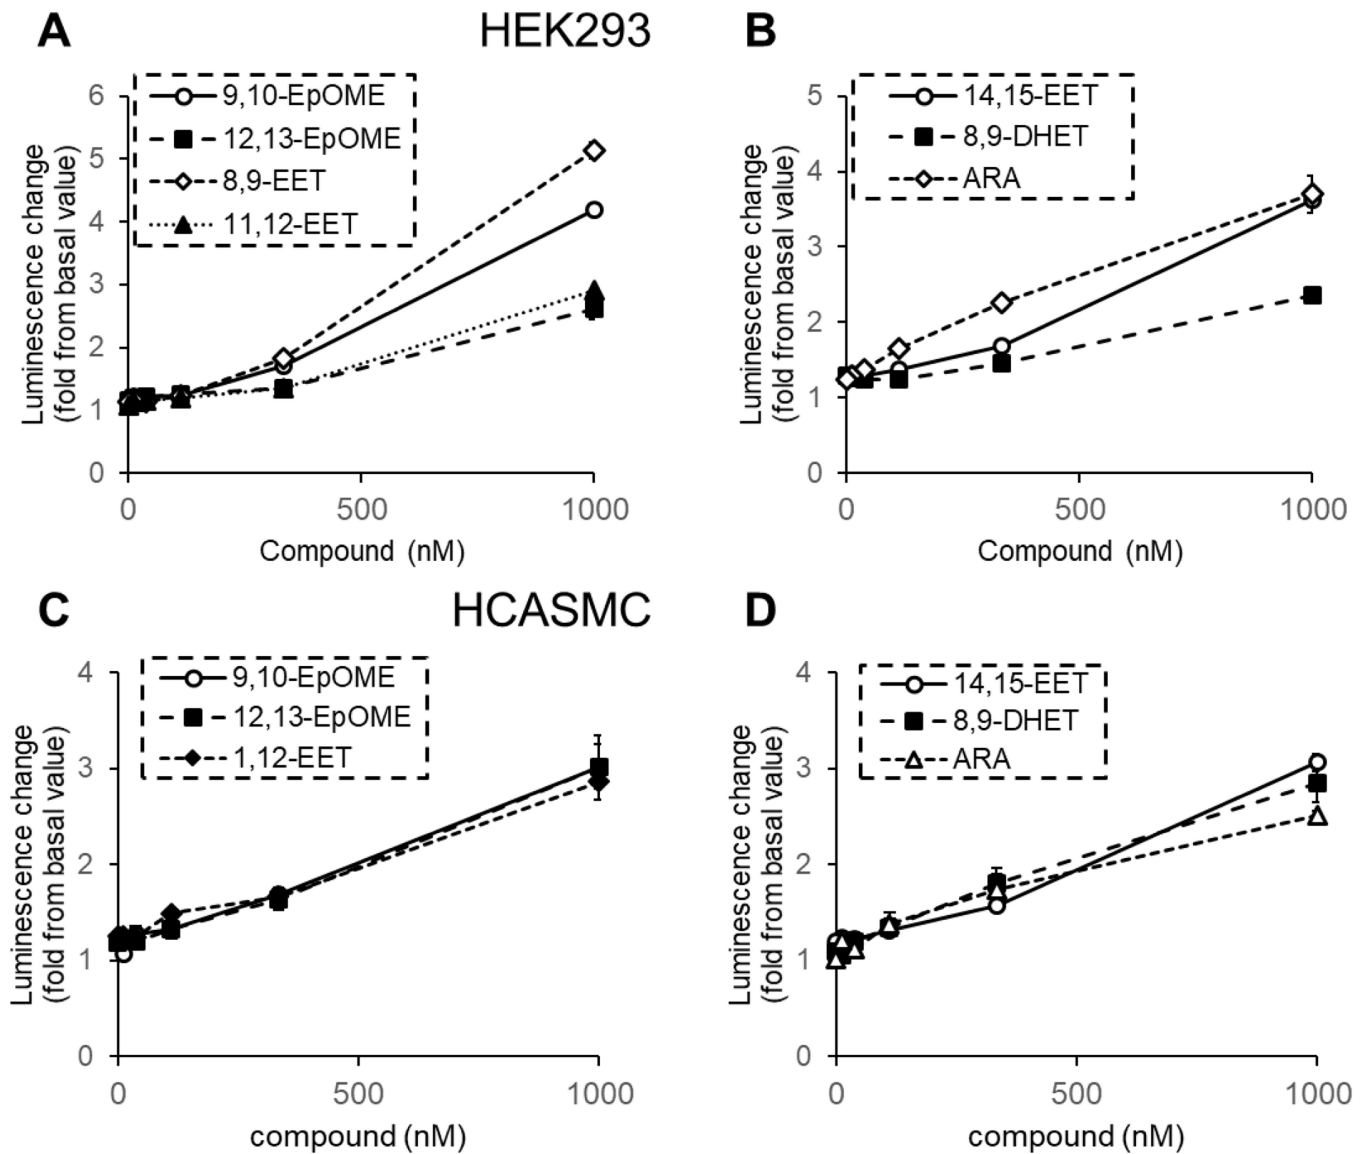 A
HEK293
B
9,10-EpOME
12,13-EpOME
8,9-EET
11,12-EET
Luminescence change
(fold from basal value)
6
5
4
3
2
1
0
0
500
1000
Compound (nM)
14,15-EET
8,9-DHET
ARA
Luminescence change
(fold from basal value)
5
4
3
2
1
0
0
500
1000
Compound (nM)
C
HCASMC
D
9,10-EpOME
12,13-EpOME
1,12-EET
Luminescence change
(fold from basal value)
4
3
2
1
0
0
500
1000
compound (nM)
14,15-EET
8,9-DHET
ARA
Luminescence change
(fold from basal value)
4
3
2
1
0
0
500
1000
compound (nM)